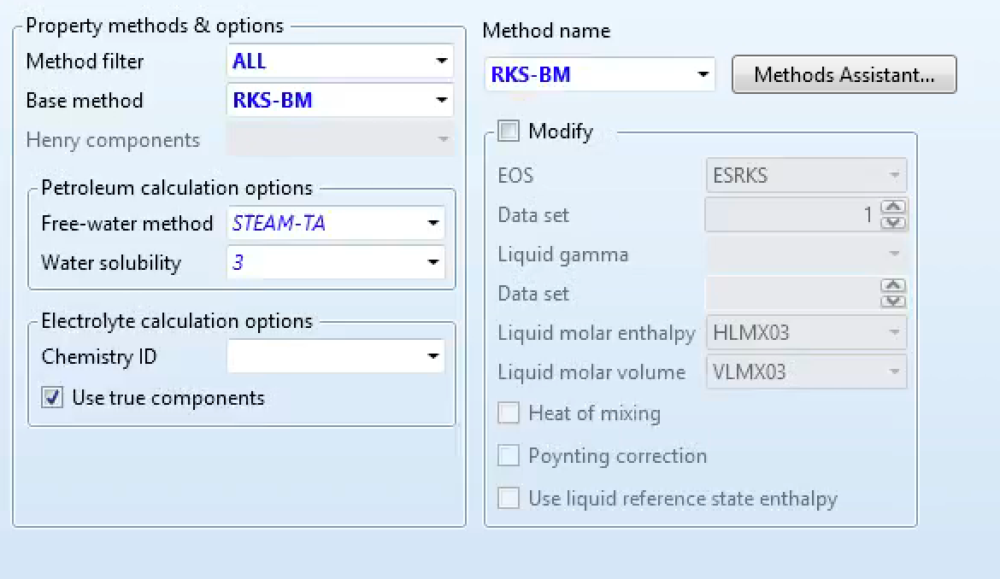 Property methods & options
Method filter ALL
Base method RKS-BM
Henry components
Petroleum calculation options
Free-water method STEAM-TA
Water solubility 3
Electrolyte calculation options
Chemistry ID
Use true components
Method name
RKS-BM Methods Assistant...
Modify
EOS ESRKS
Data set 1
Liquid gamma
Data set
Liquid molar enthalpy HLMX03
Liquid molar volume VLMX03
Heat of mixing
Poynting correction
Use liquid reference state enthalpy